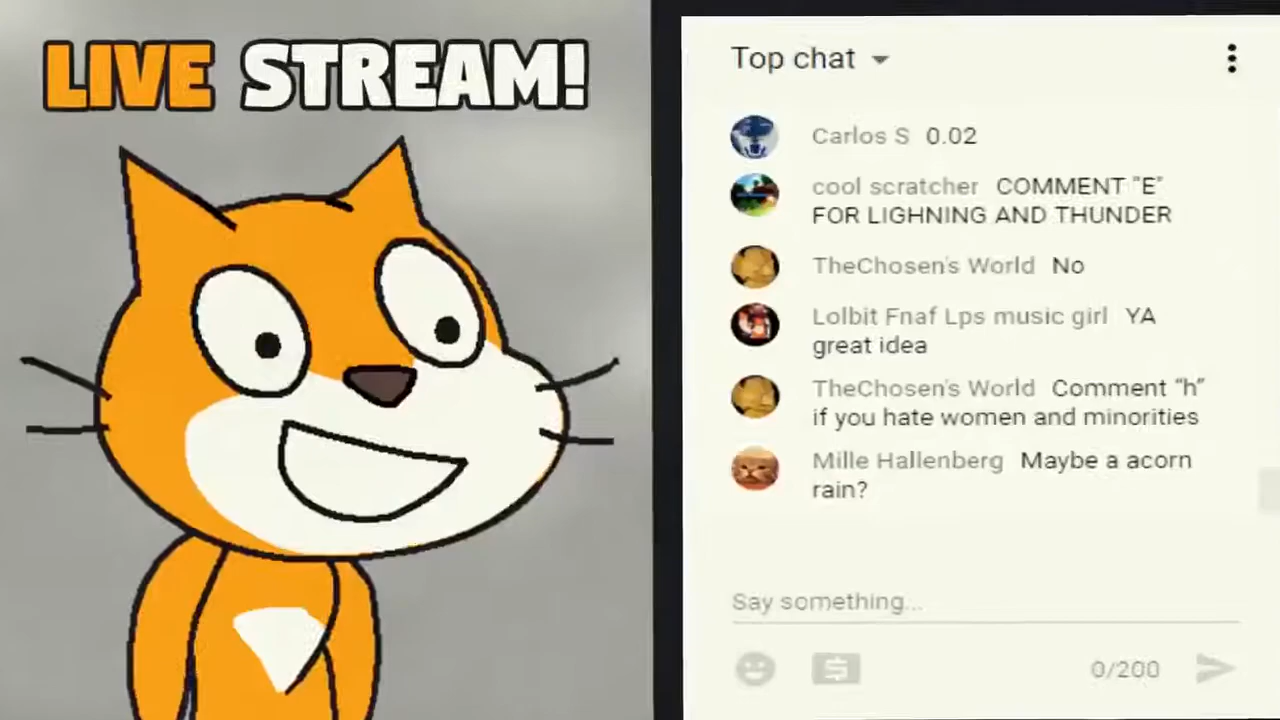 LIVE STREAM!
Top chat
Carlos S 0.02
cool scratcher COMMENT "E"
FOR LIGHNING AND THUNDER
TheChosen's World No
Lolbit Fnaf Lps music girl YA
great idea
TheChosen's World Comment "h"
if you hate women and minorities
Mille Hallenberg Maybe a acorn
rain?
Say something...
0/200